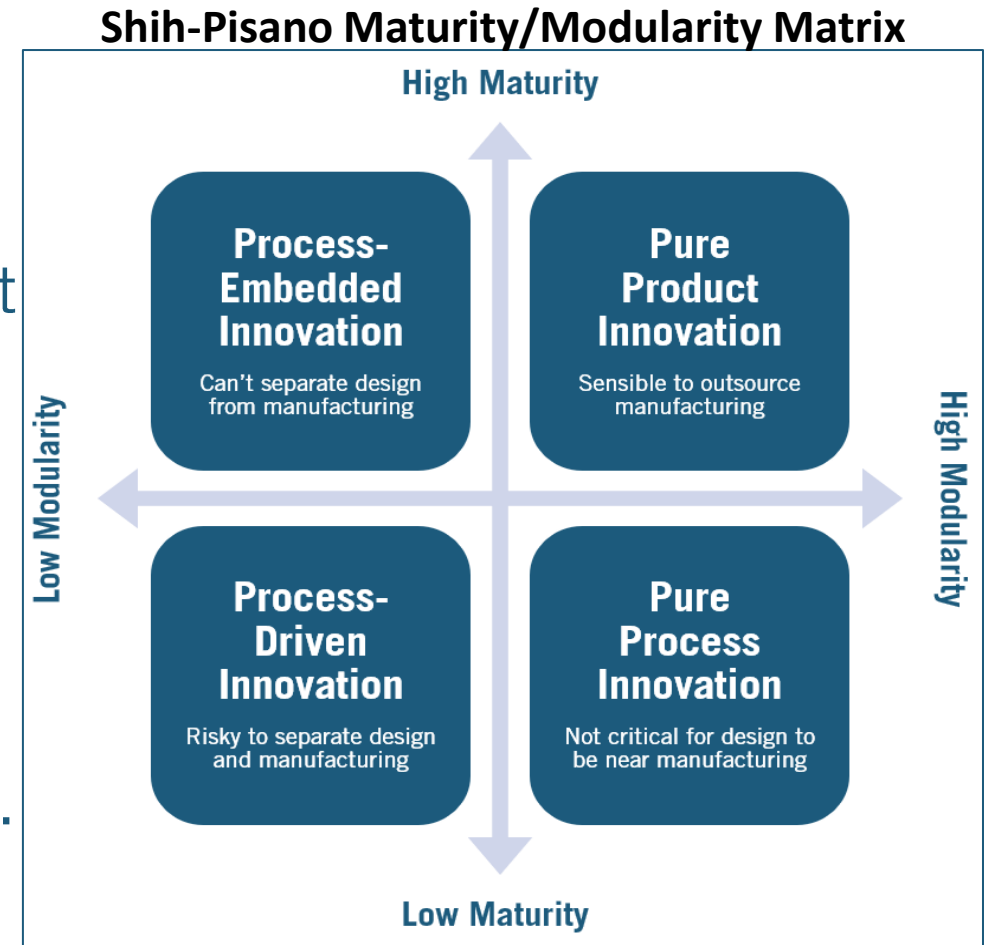 Shih-Pisano Maturity/Modularity Matrix
High Maturity
Process-
Embedded
Innovation
Can't separate design
from manufacturing
Pure
Product
Innovation
Sensible to outsource
manufacturing
t
Low Modularity
High Modularity
Process-
Driven
Innovation
Risky to separate design
and manufacturing
Pure
Process
Innovation
Not critical for design to
be near manufacturing
.
Low Maturity